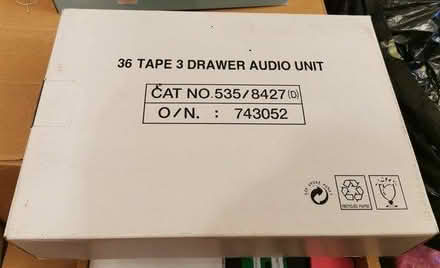 36 TAPE 3 DRAWER AUDIO UNIT
CAT NO.535/8427(D)
O/N. : 743052
RECYCLED PAPER